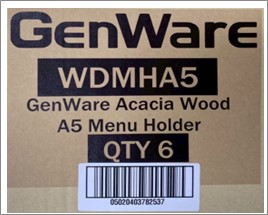 GENWARE
WDMHA5
GenWare Acacia Wood
A5 Menu Holder
QTY 6
05020403782537